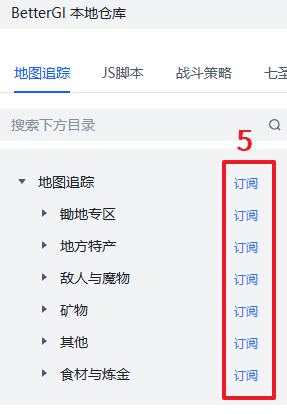 BetterGI 本地仓库
地图追踪 JS脚本 战斗策略 七圣
搜索下方目录
5
地图追踪 订阅
锄地专区 订阅
地方特产 订阅
敌人与魔物 订阅
矿物 订阅
其他 订阅
食材与炼金 订阅